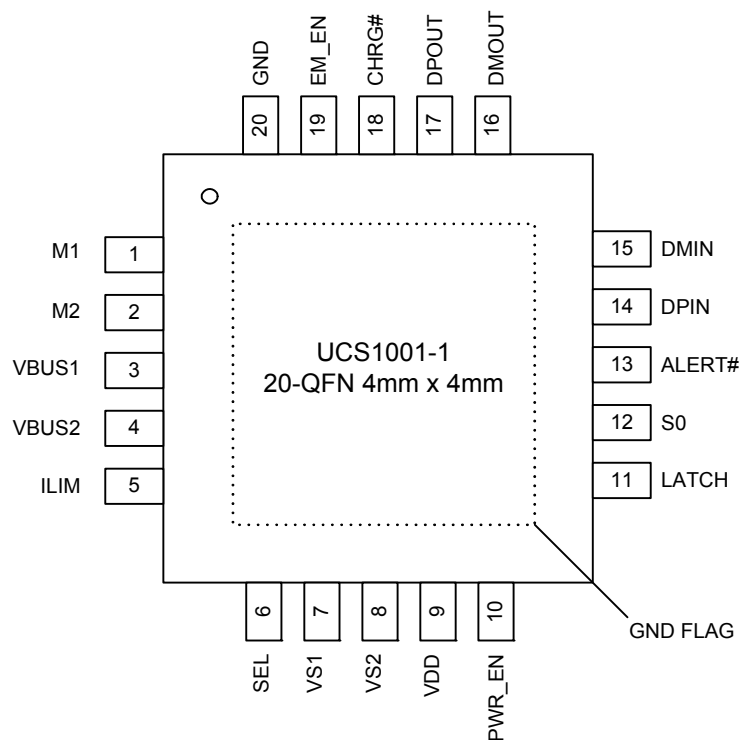 GND
EM_EN
CHRG#
DPOUT
DMOUT
20
19
18
17
16
M1 1
M2 2
VBUS1 3
VBUS2 4
ILIM 5
UCS1001-1
20-QFN 4mm x 4mm
15 DMIN
14 DPIN
13 ALERT#
12 S0
11 LATCH
6
7
8
9
10
SEL
VS1
VS2
VDD
PWR_EN
GND FLAG